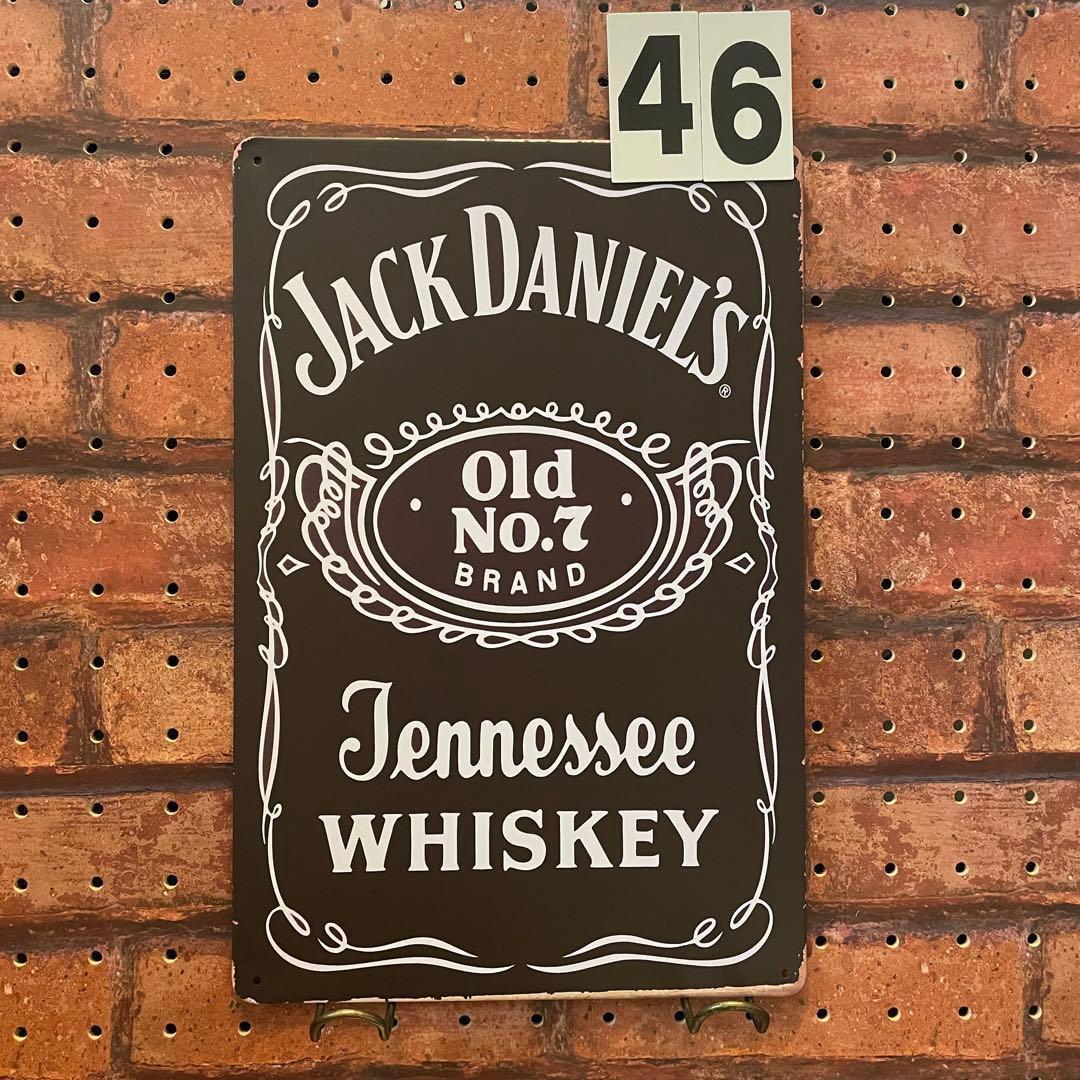 46
JACK DANIEL'S
®
Old
No.7
BRAND
Tennessee
WHISKEY